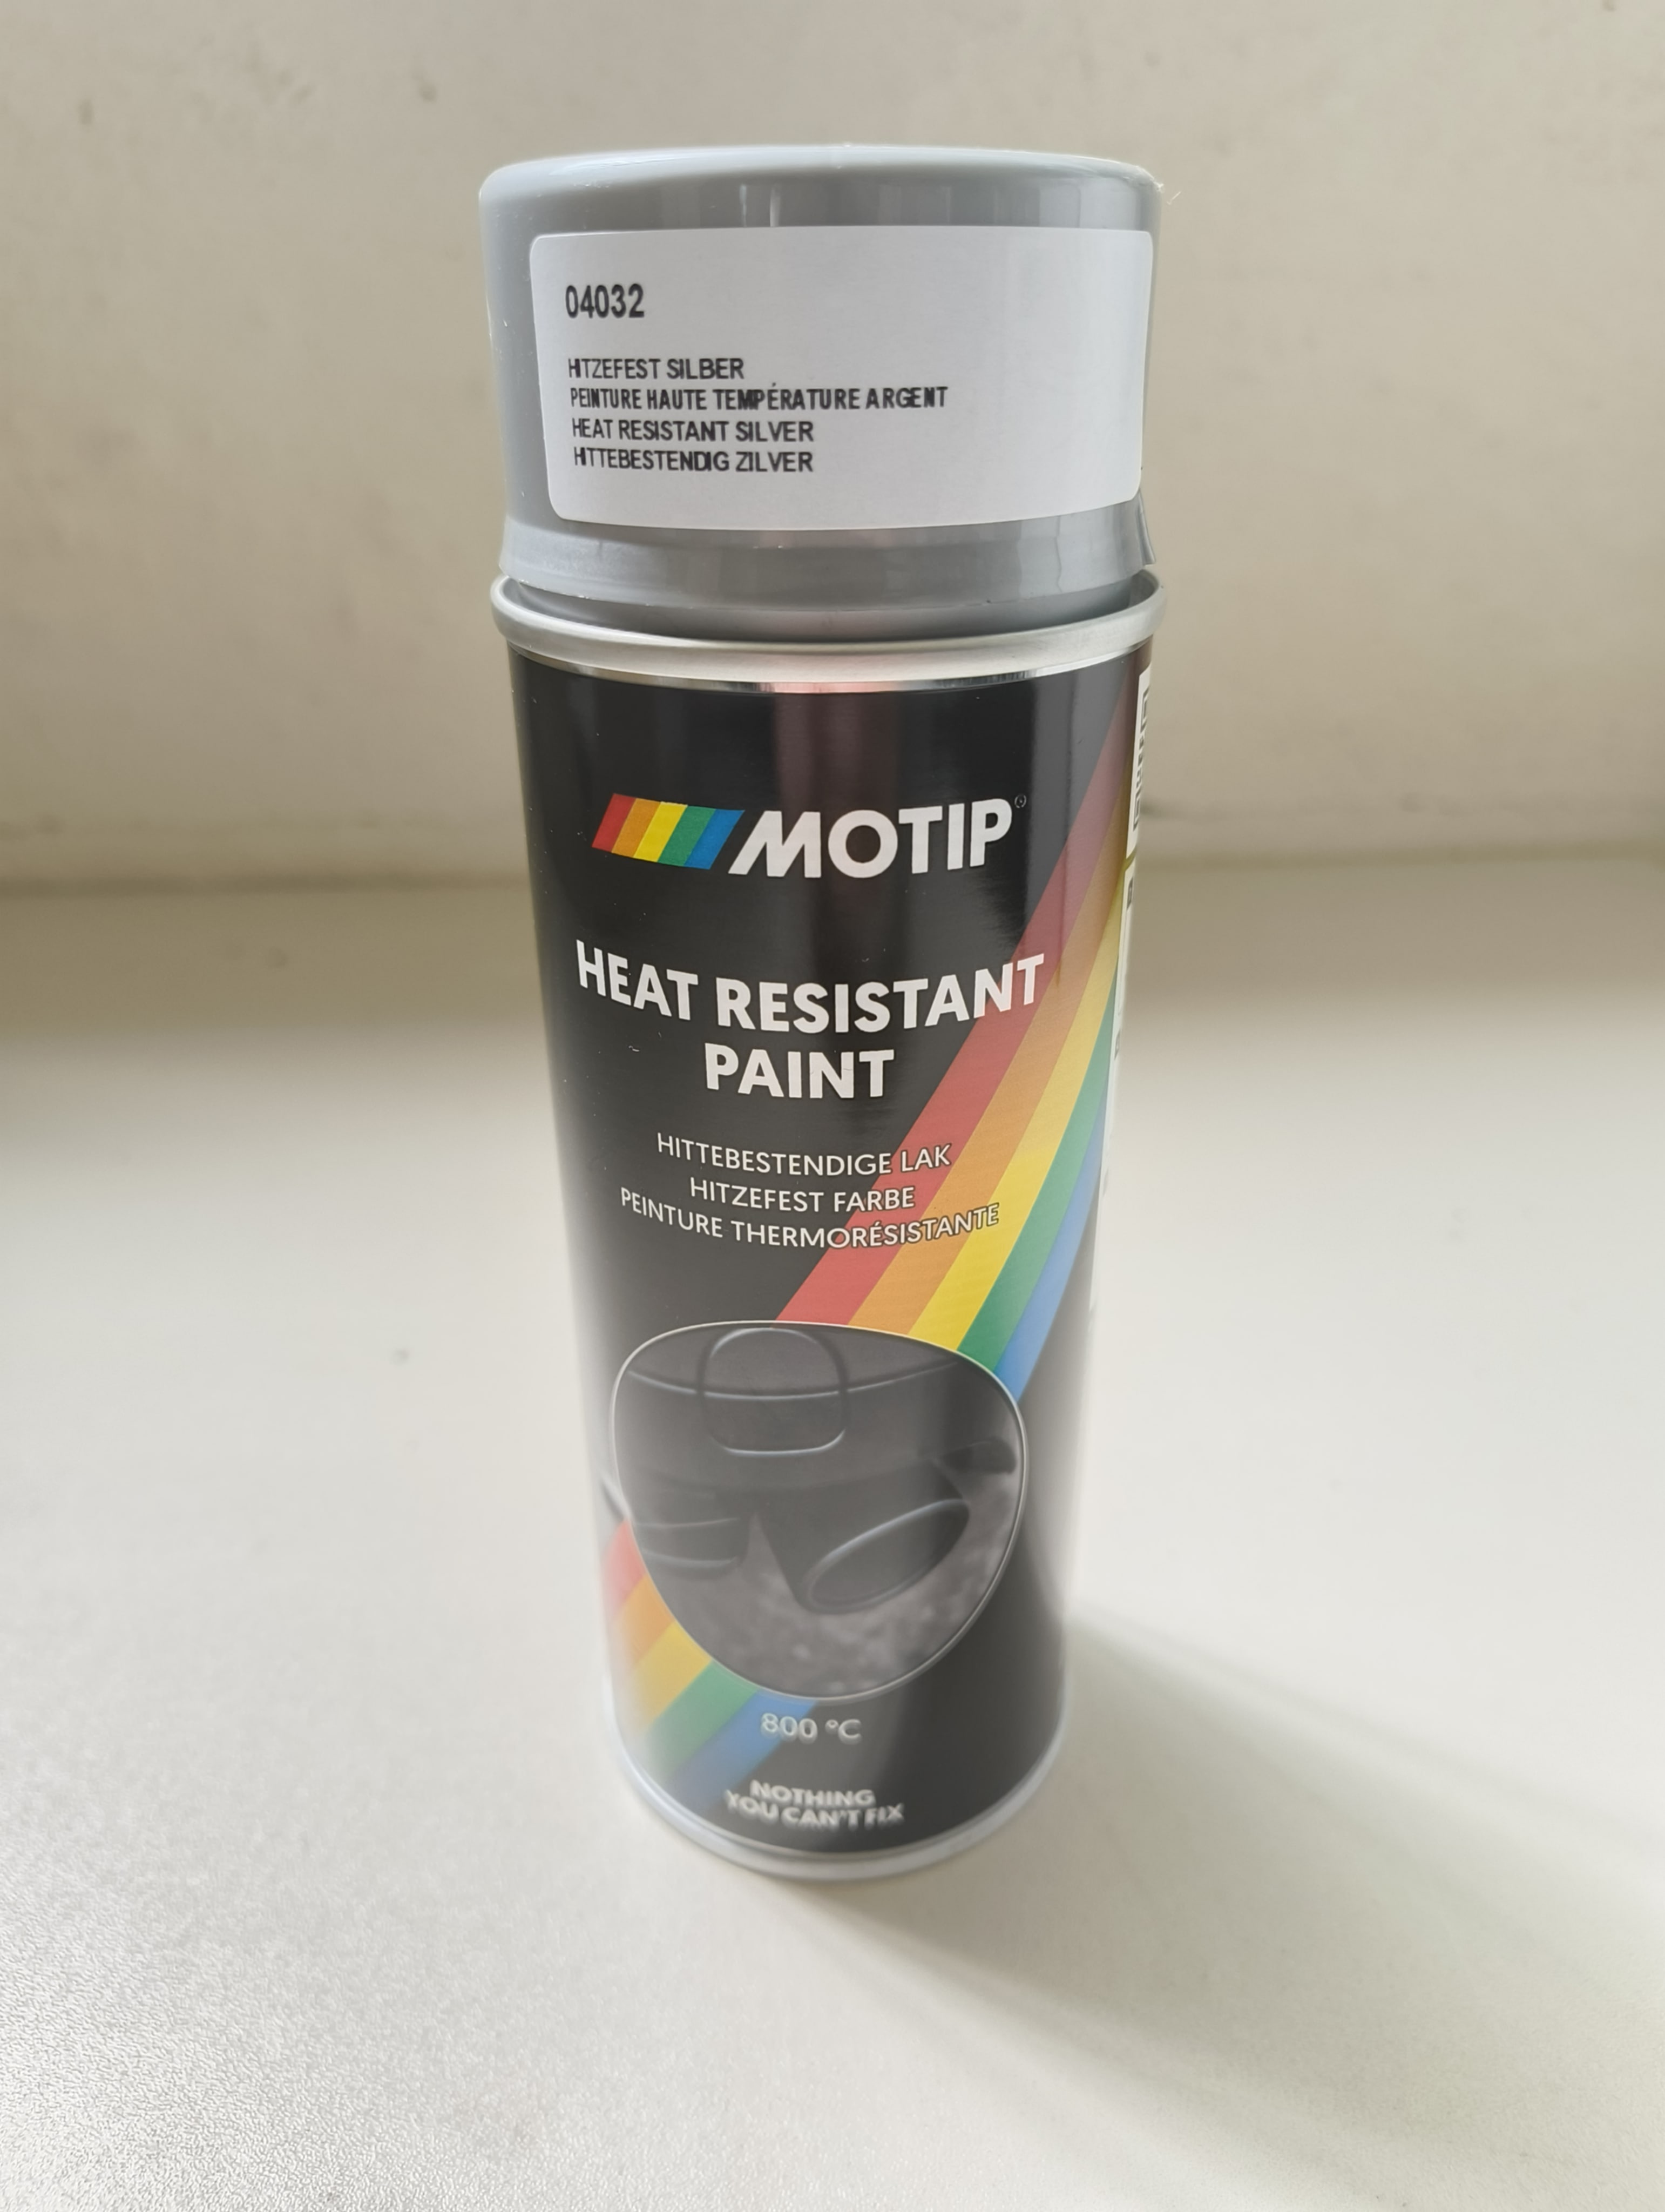 04032
HITZEFEST SILBER
PEINTURE HAUTE TEMPÉRATURE ARGENT
HEAT RESISTANT SILVER
HITTEBESTENDIG ZILVER
MOTIP®
HEAT RESISTANT
PAINT
HITTEBESTENDIGE LAK
HITZEFEST FARBE
PEINTURE THERMORÉSISTANTE
800 °C
NOTHING
YOU CAN'T FIX